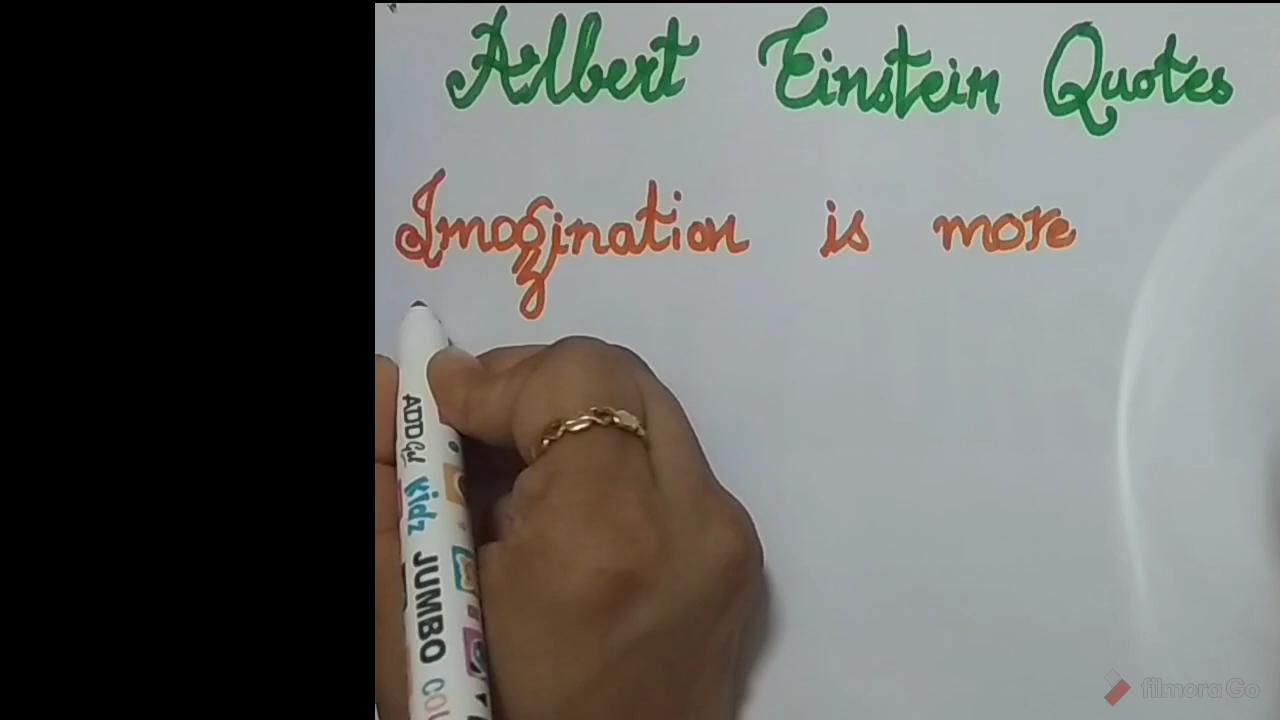 Albert Einstein Quotes
Imagination is more
ADD Gel
Kidz
JUMBO
filmoraGo